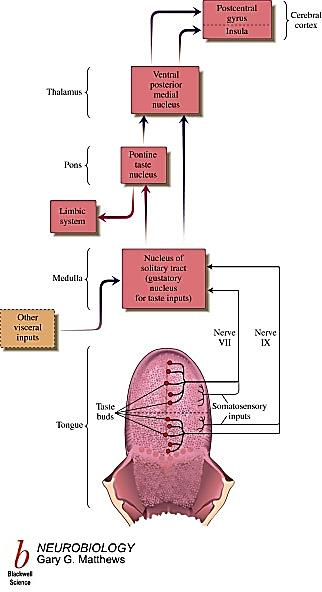 Postcentral
gyrus
Insula
Cerebral
cortex
Thalamus
Ventral
posterior
medial
nucleus
Pons
Pontine
taste
nucleus
Limbic
system
Medulla
Nucleus of
solitary tract
(gustatory
nucleus
for taste inputs)
Other
visceral
inputs
Nerve
VII
Nerve
IX
Tongue
Taste
buds
Somatosensory
inputs
b
Blackwell
Science
NEUROBIOLOGY
Gary G. Matthews